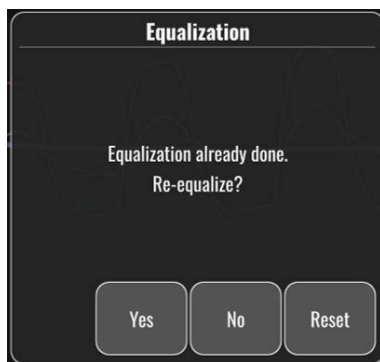 Equalization
Equalization already done.
Re-equalize?
Yes
No
Reset